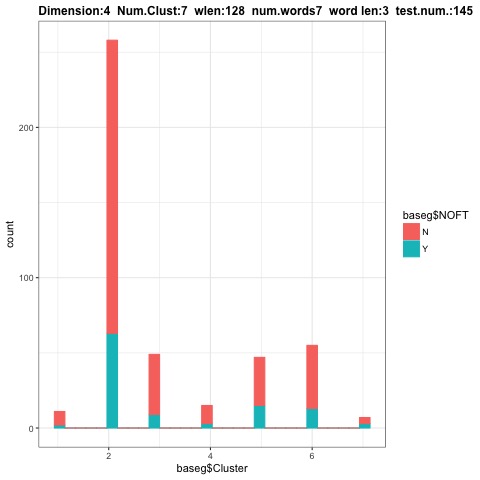 Dimension:4  Num.Clust:7  wlen:128  num.words7  word len:3  test.num.:145
200
100
0
count
2 4 6
baseg$Cluster
baseg$NOFT
N
Y